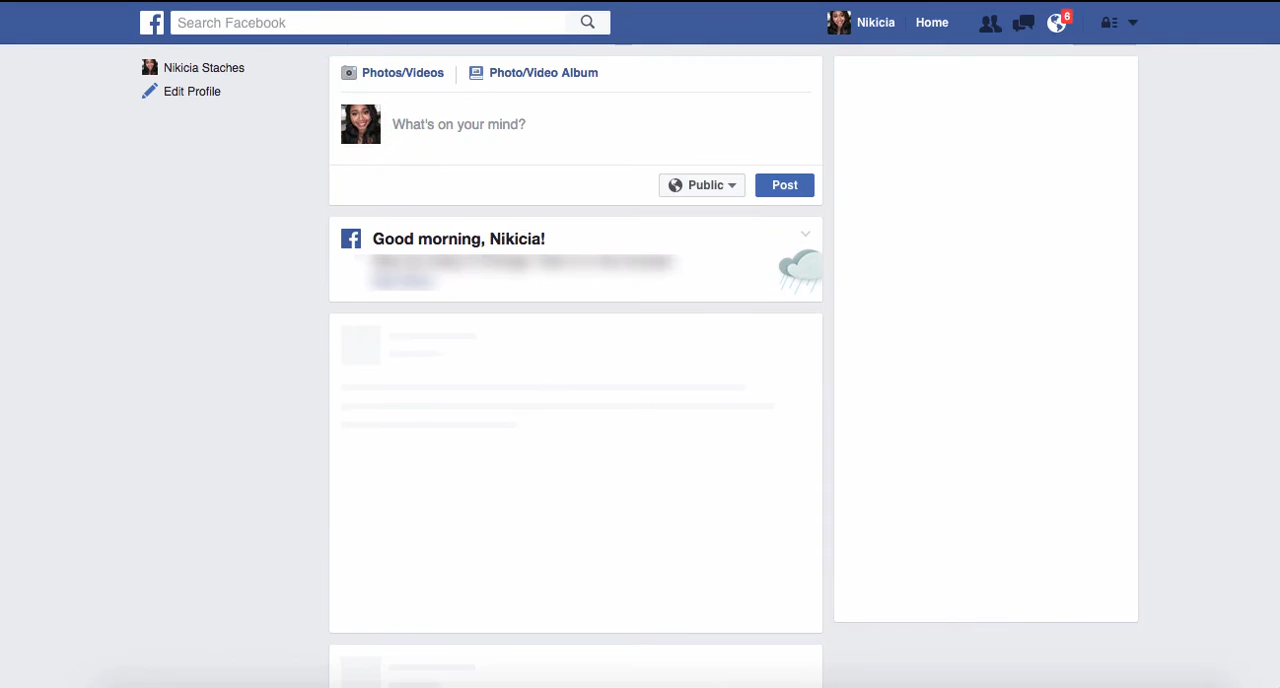 Search Facebook
Nikicia
Home
6
Nikicia Staches
Edit Profile
Photos/Videos
Photo/Video Album
What's on your mind?
Public
Post
Good morning, Nikicia!